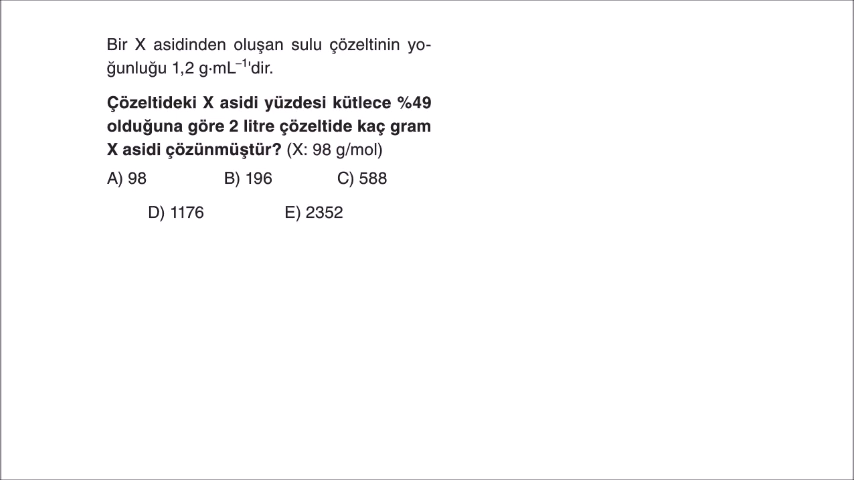 Bir X asidinden oluşan sulu çözeltinin yo-
ğunluğu 1,2 g·mL⁻¹'dir.
Çözeltideki X asidi yüzdesi kütlece %49
olduğuna göre 2 litre çözeltide kaç gram
X asidi çözünmüştür? (X: 98 g/mol)
A) 98 B) 196 C) 588
D) 1176 E) 2352